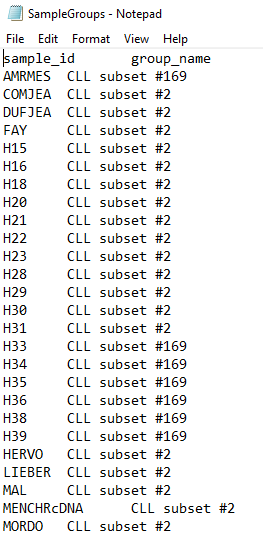 SampleGroups - Notepad
File Edit Format View Help
sample_id group_name
AMRMES CLL subset #169
COMJEA CLL subset #2
DUFJEA CLL subset #2
FAY CLL subset #2
H15 CLL subset #2
H16 CLL subset #2
H18 CLL subset #2
H20 CLL subset #2
H21 CLL subset #2
H22 CLL subset #2
H23 CLL subset #2
H28 CLL subset #2
H29 CLL subset #2
H30 CLL subset #2
H31 CLL subset #2
H33 CLL subset #169
H34 CLL subset #169
H35 CLL subset #169
H36 CLL subset #169
H38 CLL subset #169
H39 CLL subset #169
HERVO CLL subset #2
LIEBER CLL subset #2
MAL CLL subset #2
MENCHRcDNA CLL subset #2
MORDO CLL subset #2